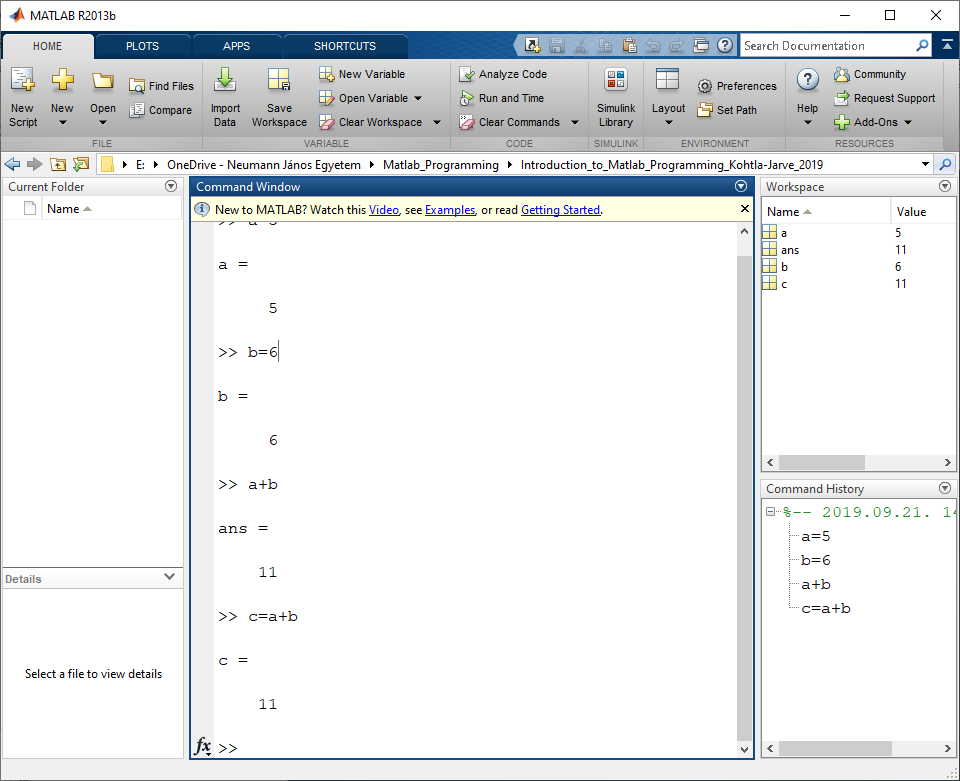 MATLAB R2013b
HOME PLOTS APPS SHORTCUTS
Search Documentation
New Script
New
Open
Find Files
Compare
Import Data
Save Workspace
New Variable
Open Variable
Clear Workspace
Analyze Code
Run and Time
Clear Commands
Simulink Library
Layout
Preferences
Set Path
Help
Community
Request Support
Add-Ons
FILE VARIABLE CODE SIMULINK ENVIRONMENT RESOURCES
E: OneDrive - Neumann János Egyetem Matlab_Programming Introduction_to_Matlab_Programming_Kohtla-Jarve_2019
Current Folder
Name
Details
Select a file to view details
Command Window
New to MATLAB? Watch this Video, see Examples, or read Getting Started.
a =
5
>> b=6
b =
6
>> a+b
ans =
11
>> c=a+b
c =
11
fx >>
Workspace
Name Value
a 5
ans 11
b 6
c 11
Command History
%-- 2019.09.21.
a=5
b=6
a+b
c=a+b